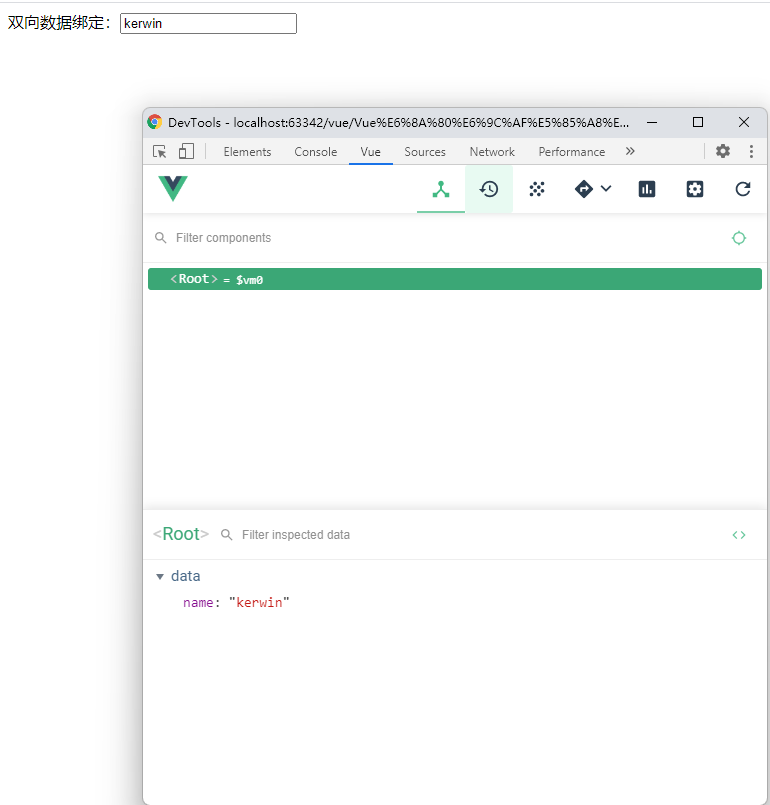 双向数据绑定：kerwin
DevTools - localhost:63342/vue/Vue%E6%8A%80%E6%9C%AF%E5%85%A8%E...
Elements Console Vue Sources Network Performance »
Filter components
<Root> = $vm0
<Root> Filter inspected data
data
name: "kerwin"